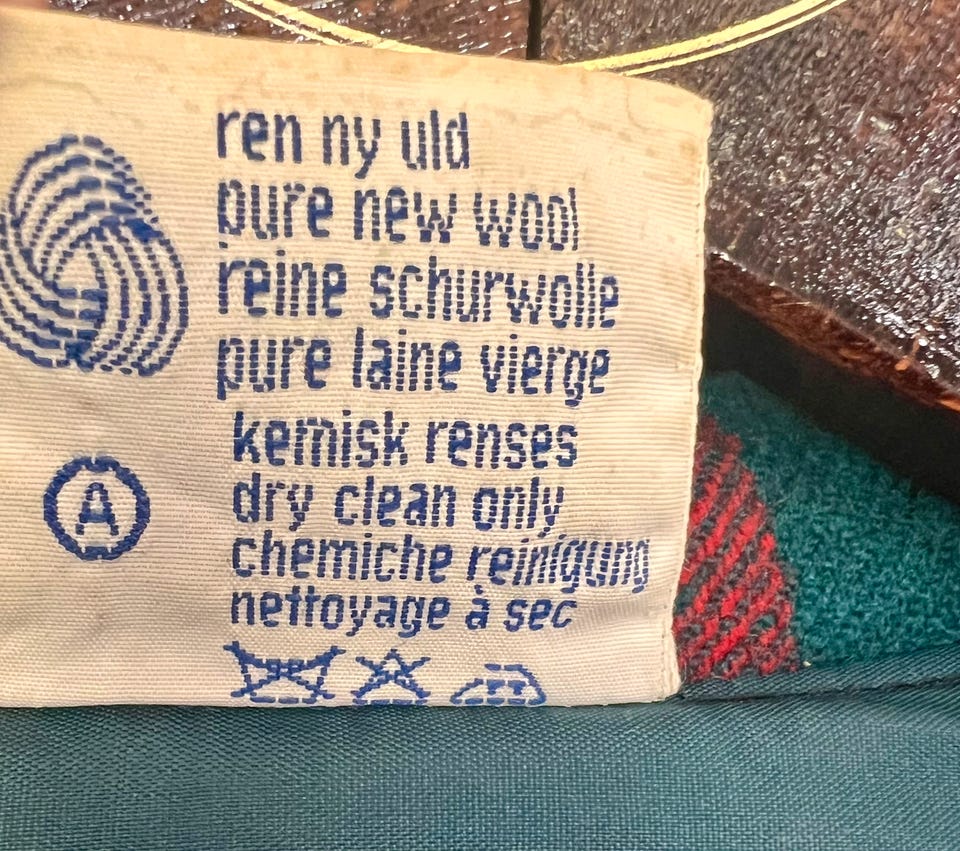 ren ny uld
pure new wool
reine schurwolle
pure laine vierge
kemisk renses
A
dry clean only
chemiche reinigung
nettoyage à sec